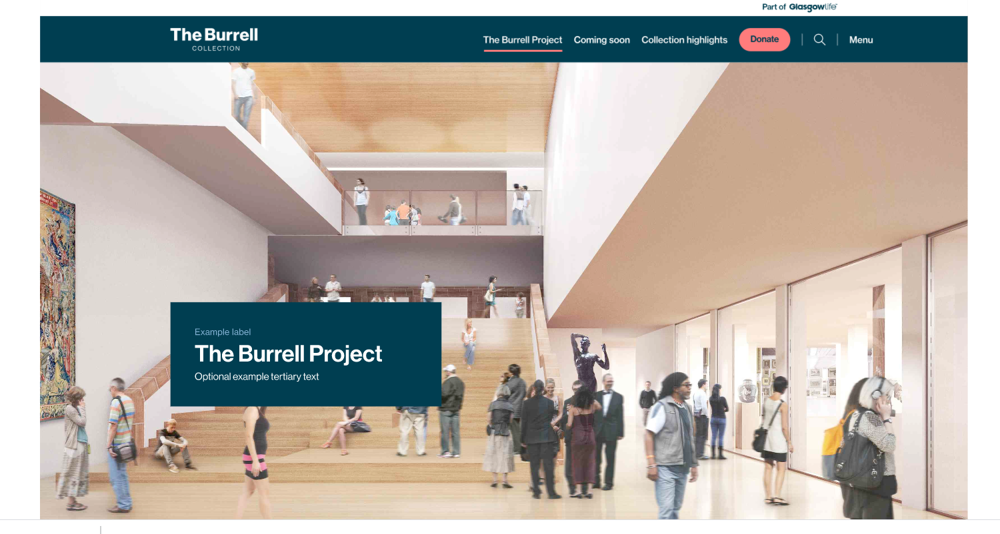 Part of Glasgowlife
The Burrell
COLLECTION
The Burrell Project Coming soon Collection highlights Donate Menu
Example label
The Burrell Project
Optional example tertiary text